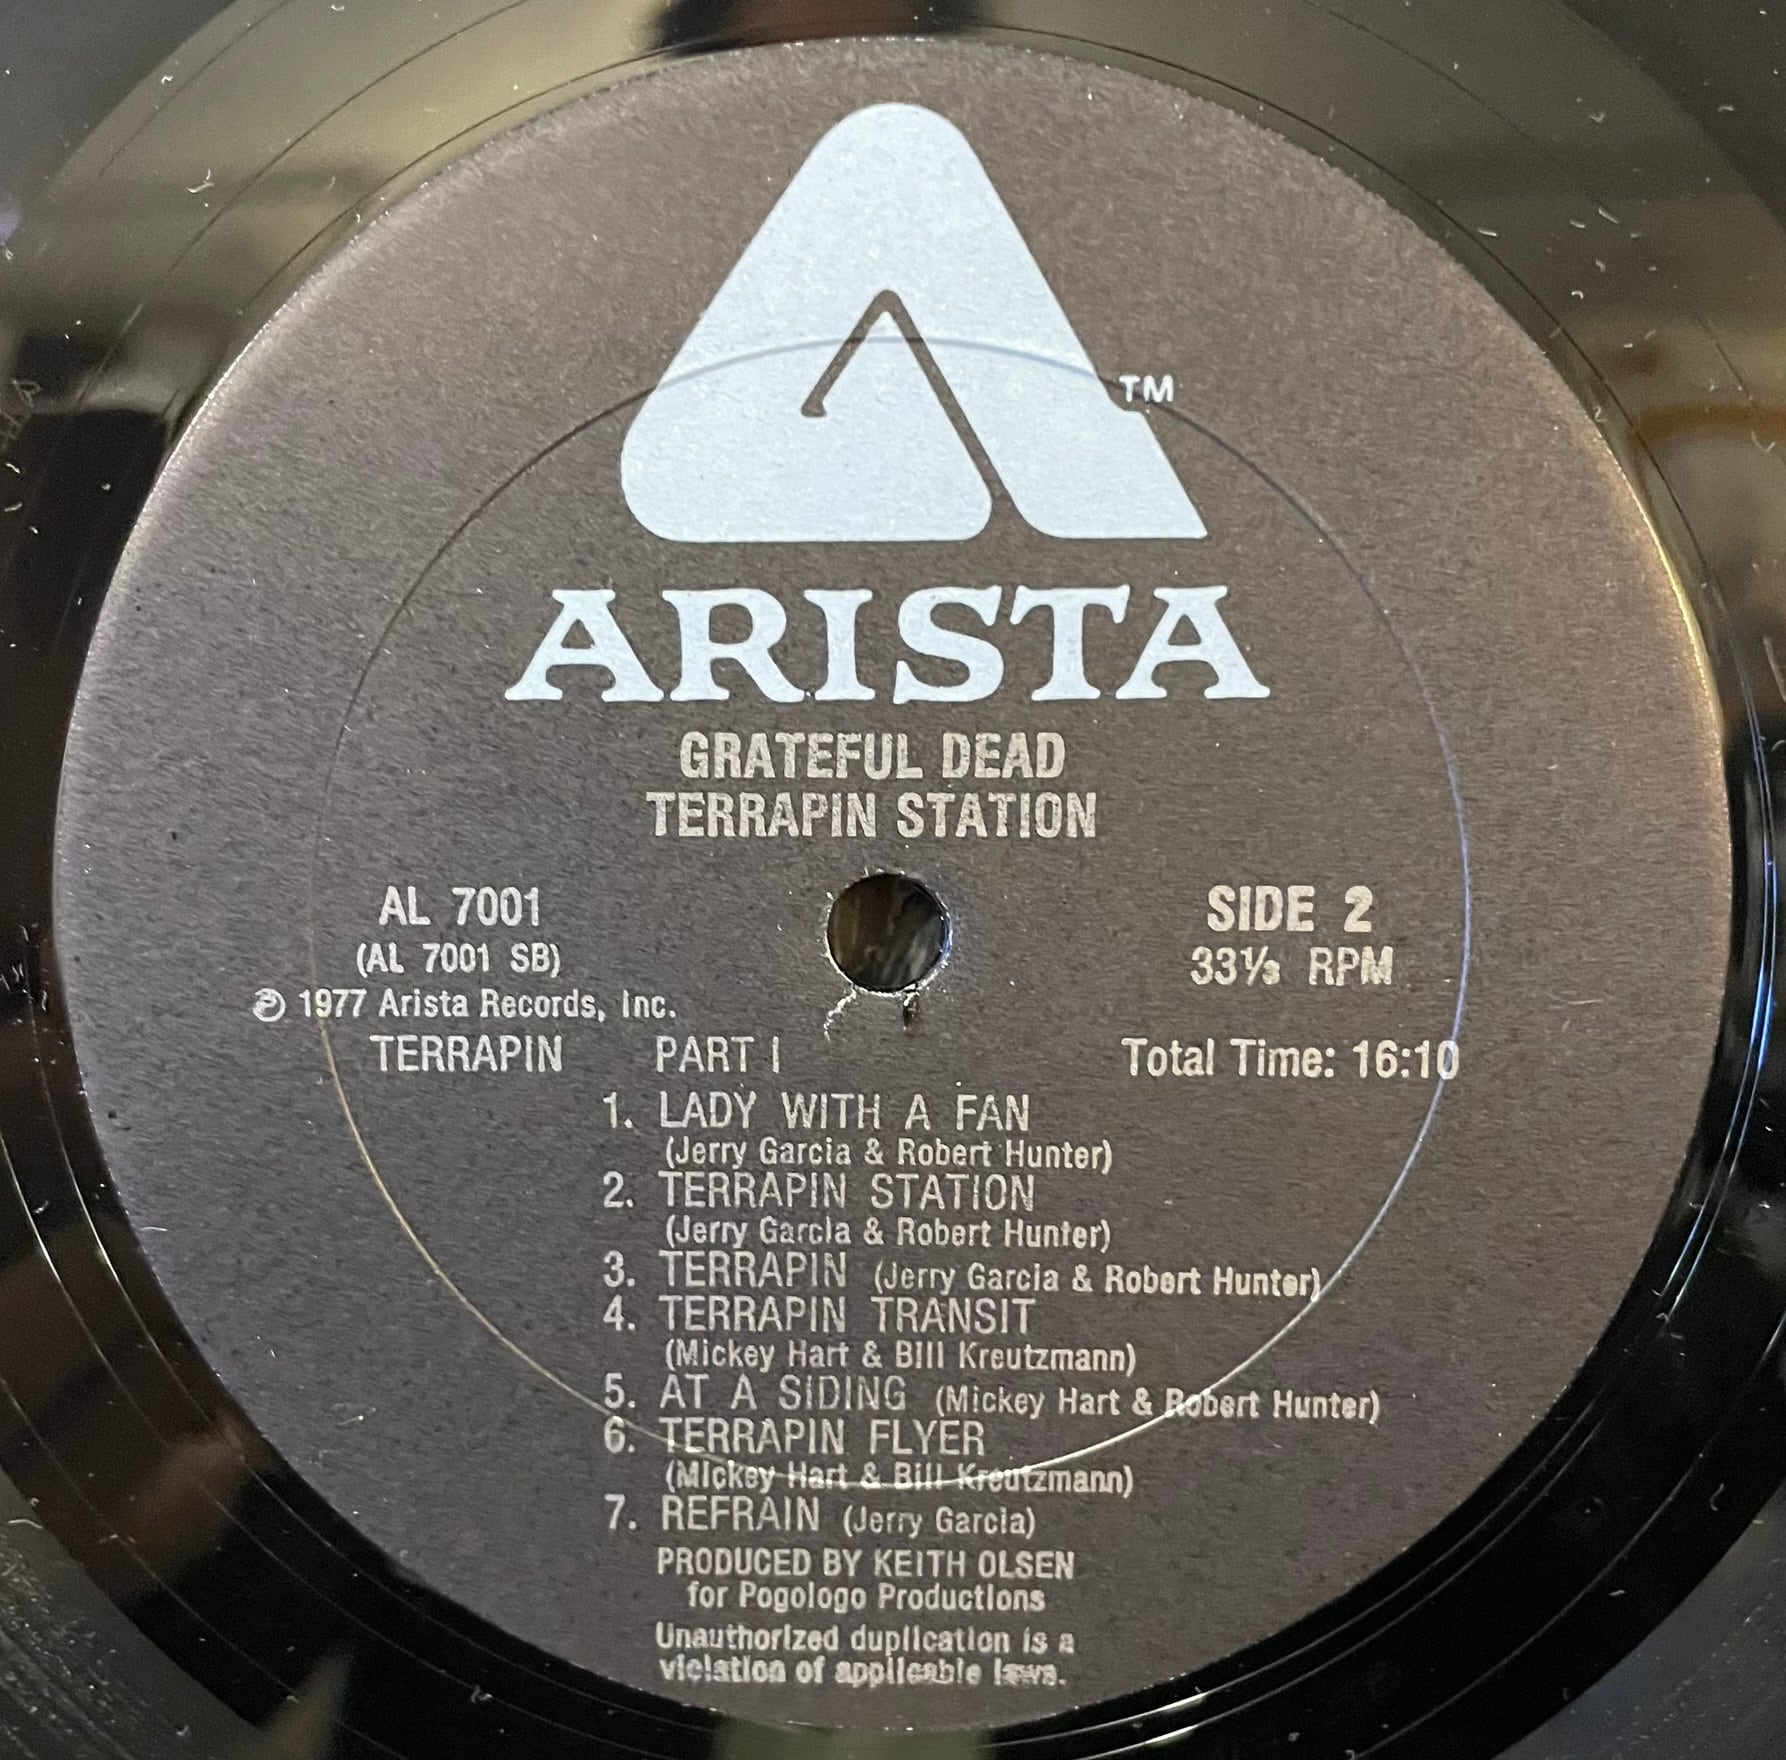 TM
ARISTA
GRATEFUL DEAD
TERRAPIN STATION
AL 7001
(AL 7001 SB)
℗ 1977 Arista Records, Inc.
SIDE 2
33⅓ RPM
TERRAPIN PART I Total Time: 16:10
1. LADY WITH A FAN
(Jerry Garcia & Robert Hunter)
2. TERRAPIN STATION
(Jerry Garcia & Robert Hunter)
3. TERRAPIN (Jerry Garcia & Robert Hunter)
4. TERRAPIN TRANSIT
(Mickey Hart & Bill Kreutzmann)
5. AT A SIDING (Mickey Hart & Robert Hunter)
6. TERRAPIN FLYER
(Mickey Hart & Bill Kreutzmann)
7. REFRAIN (Jerry Garcia)
PRODUCED BY KEITH OLSEN
for Pogologo Productions
Unauthorized duplication is a
violation of applicable laws.